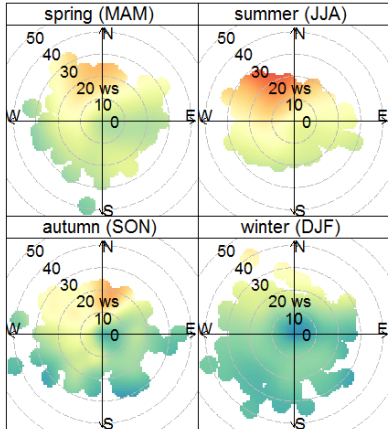 spring (MAM)
50
40
30
20 ws
10
0
N
W
E
S
summer (JJA)
50
40
30
20 ws
10
0
N
W
E
S
autumn (SON)
50
40
30
20 ws
10
0
N
W
E
S
winter (DJF)
50
40
30
20 ws
10
0
N
W
E
S